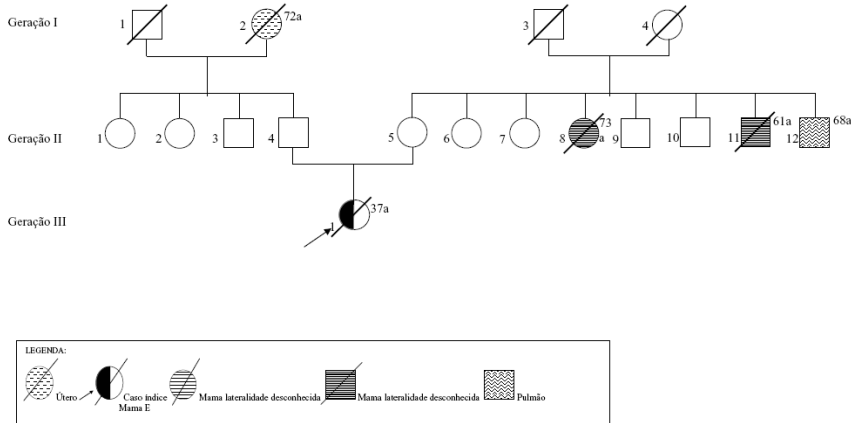 Geração I
1
2
72a
3
4
Geração II
1
2
3
4
5
6
7
8
73
a
9
10
11
61a
12
68a
Geração III
1
37a
LEGENDA:
Útero
Caso índice
Mama E
Mama lateralidade desconhecida
Mama lateralidade desconhecida
Pulmão